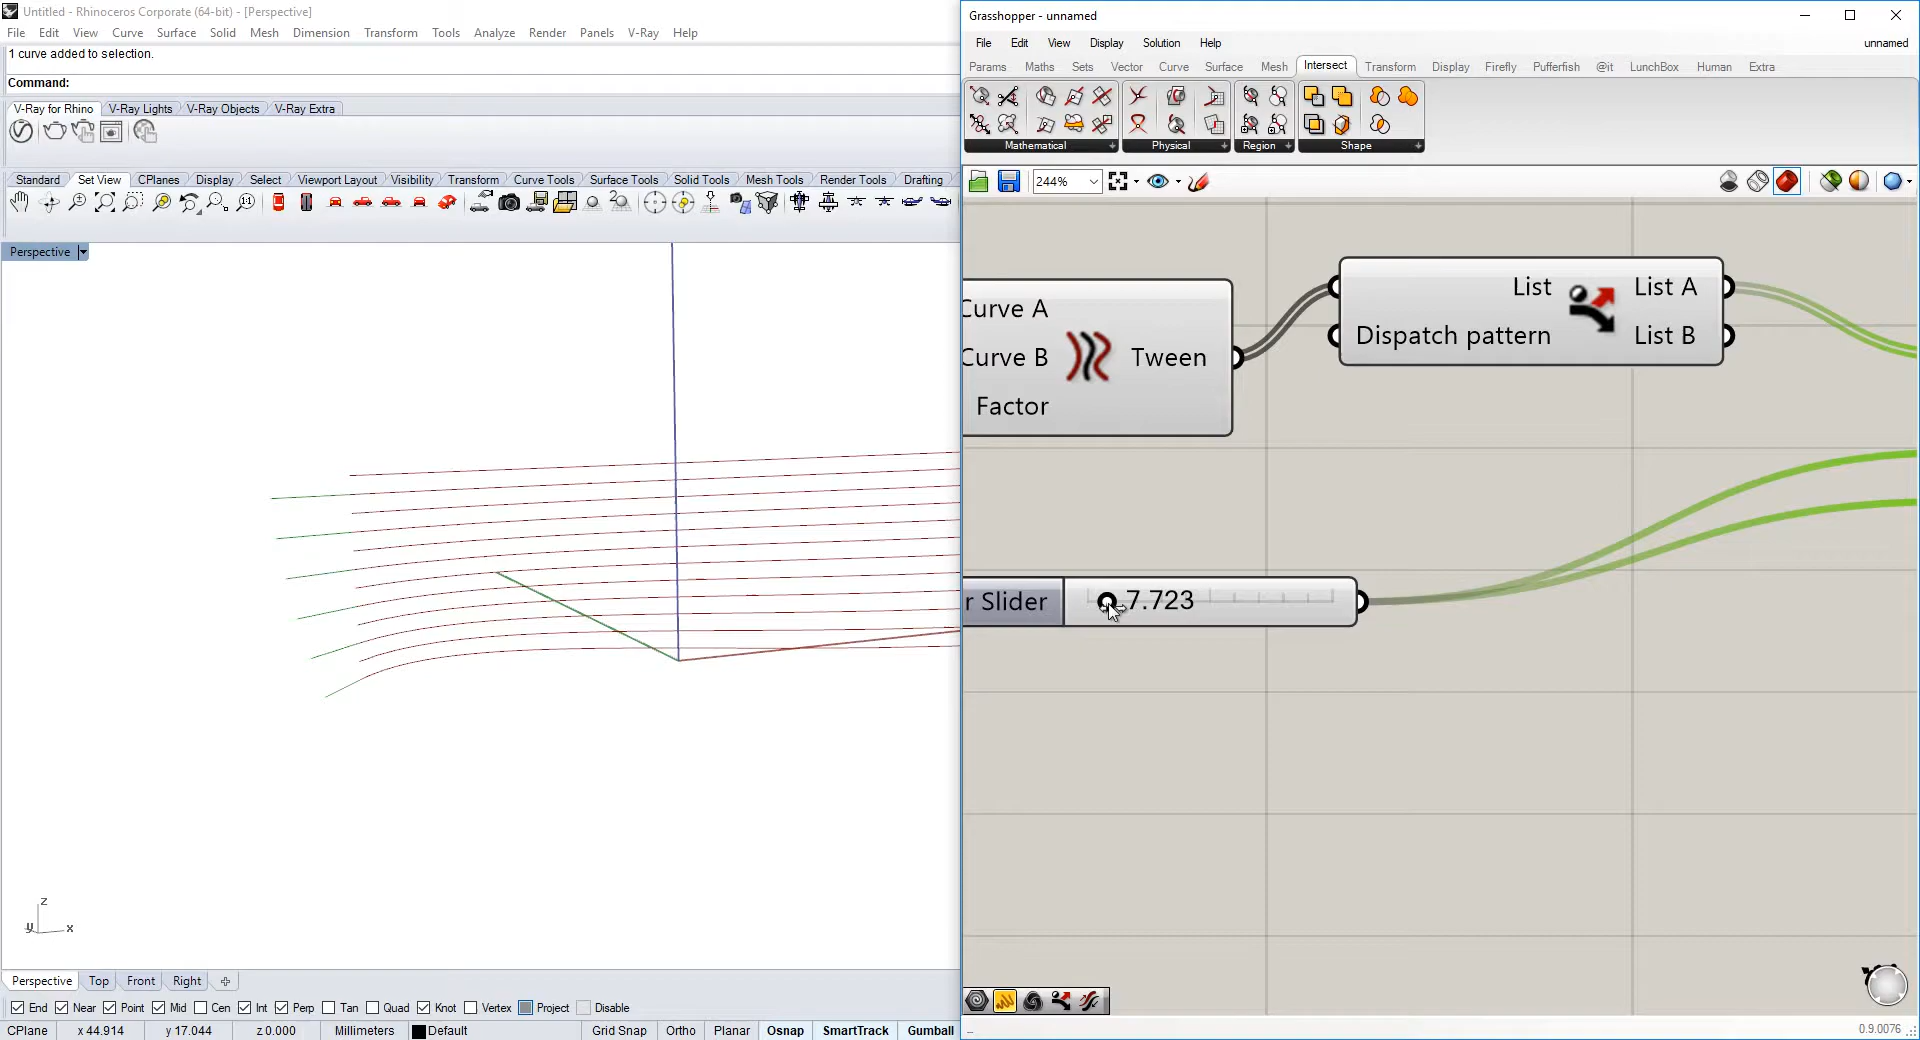 Untitled - Rhinoceros Corporate (64-bit) - [Perspective]
File Edit View Curve Surface Solid Mesh Dimension Transform Tools Analyze Render Panels V-Ray Help
1 curve added to selection.
Command:
V-Ray for Rhino V-Ray Lights V-Ray Objects V-Ray Extra
Standard Set View CPlanes Display Select Viewport Layout Visibility Transform Curve Tools Surface Tools Solid Tools Mesh Tools Render Tools Drafting
Perspective
z
y
x
Perspective Top Front Right
End Near Point Mid Cen Int Perp Tan Quad Knot Vertex Project Disable
CPlane x 44.914 y 17.044 z 0.000 Millimeters Default Grid Snap Ortho Planar Osnap SmartTrack Gumball
Grasshopper - unnamed
File Edit View Display Solution Help unnamed
Params Maths Sets Vector Curve Surface Mesh Intersect Transform Display Firefly Pufferfish @it LunchBox Human Extra
Mathematical Physical Region Shape
244%
Curve A
Curve B Tween
Factor
List List A
Dispatch pattern List B
r Slider 7.723
0.9.0076